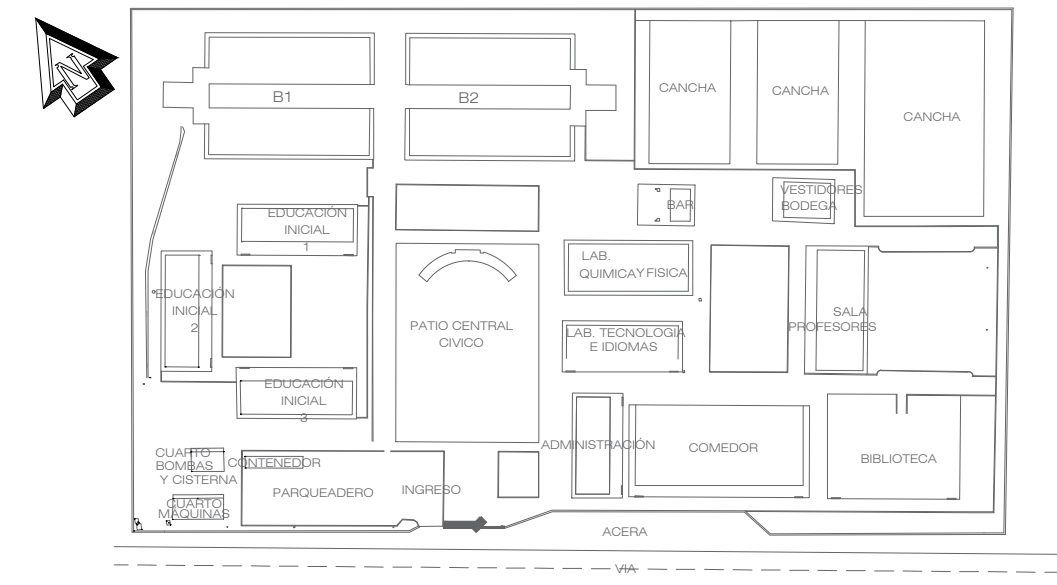 N
B1
B2
CANCHA
CANCHA
CANCHA
VESTIDORES
BODEGA
BAR
EDUCACIÓN
INICIAL
1
EDUCACIÓN
INICIAL
2
EDUCACIÓN
INICIAL
3
PATIO CENTRAL
CIVICO
LAB.
QUIMICAY FISICA
LAB. TECNOLOGIA
E IDIOMAS
SALA
PROFESORES
ADMINISTRACIÓN
COMEDOR
BIBLIOTECA
CUARTO
BOMBAS
Y CISTERNA
CONTENEDOR
CUARTO
MAQUINAS
PARQUEADERO
INGRESO
ACERA
VIA